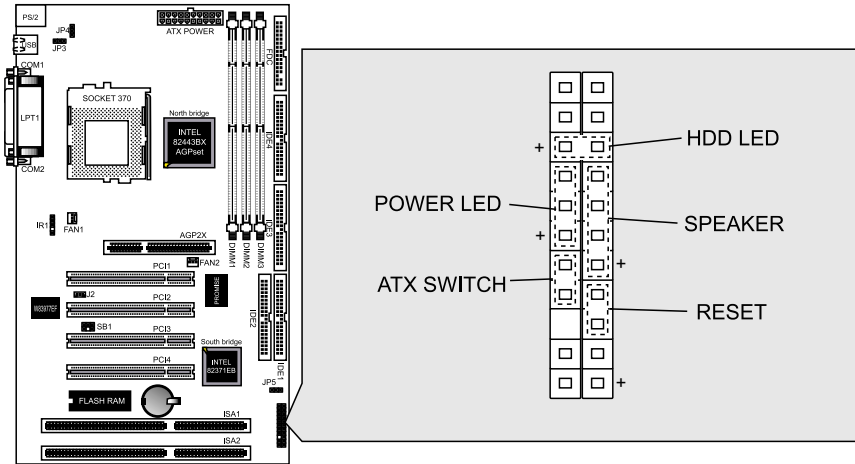 PS/2
JP4
ATX POWER
USB
JP3
FDC
COM1
SOCKET 370
LPT1
North bridge
INTEL
82443BX
AGPset
IDE4
COM2
IR1
FAN1
IDE3
AGP2X
DIMM1
DIMM2
DIMM3
FAN2
PCI1
J2
PROMISE
PCI2
W83977EF
SB1
IDE2
PCI3
South bridge
PCI4
INTEL
82371EB
IDE1
JP5
FLASH RAM
ISA1
ISA2
+
HDD LED
POWER LED
SPEAKER
+
+
ATX SWITCH
RESET
+